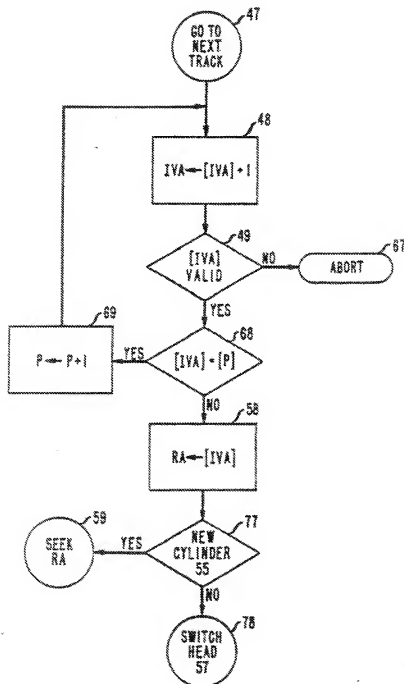 47
GO TO
NEXT
TRACK
48
IVA←[IVA]+1
49
[IVA]
VALID
NO
67
ABORT
YES
69
P←P+1
YES
68
[IVA]=[P]
NO
58
RA←[IVA]
59
SEEK
RA
YES
77
NEW
CYLINDER
55
NO
78
SWITCH
HEAD
57